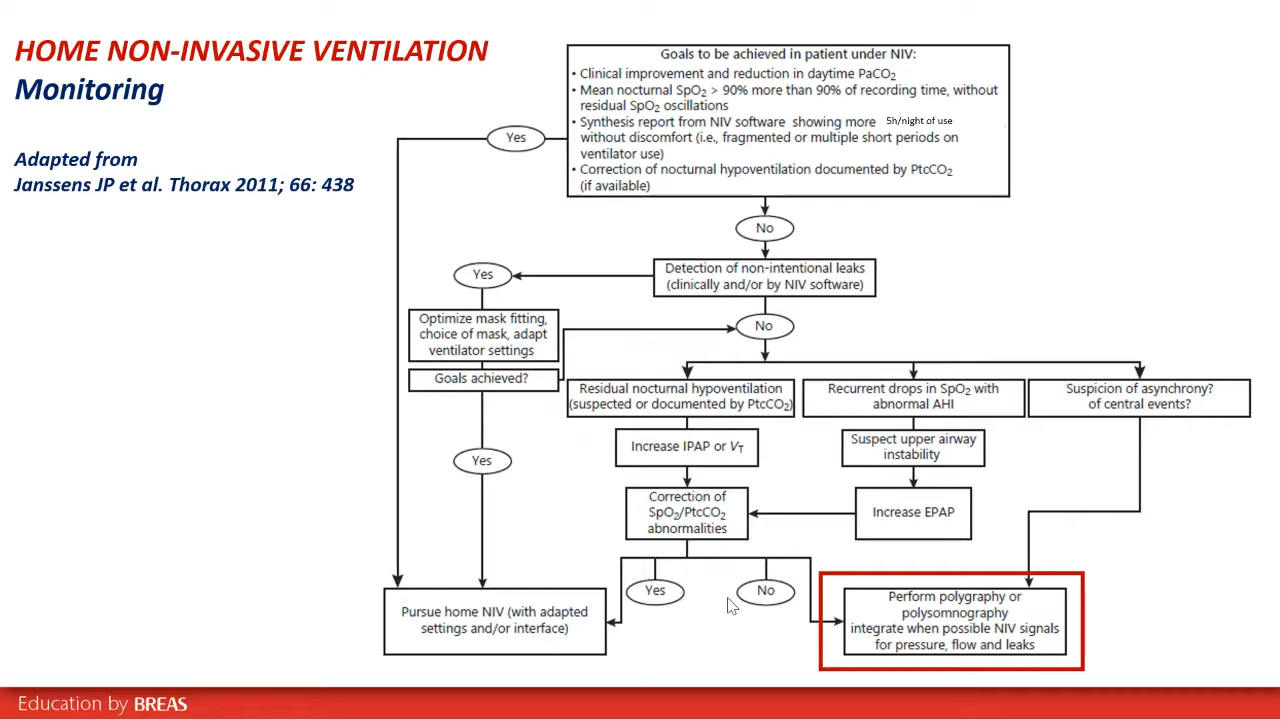 HOME NON-INVASIVE VENTILATION
Monitoring
Adapted from
Janssens JP et al. Thorax 2011; 66: 438
Goals to be achieved in patient under NIV:
• Clinical improvement and reduction in daytime PaCO₂
• Mean nocturnal SpO₂ > 90% more than 90% of recording time, without
residual SpO₂ oscillations
• Synthesis report from NIV software showing more 5h/night of use
without discomfort (i.e., fragmented or multiple short periods on
ventilator use)
• Correction of nocturnal hypoventilation documented by PtcCO₂
(if available)
Yes
No
Detection of non-intentional leaks
(clinically and/or by NIV software)
Yes
Optimize mask fitting,
choice of mask, adapt
ventilator settings
Goals achieved?
No
Yes
Residual nocturnal hypoventilation
(suspected or documented by PtcCO₂)
Increase IPAP or VT
Correction of
SpO₂/PtcCO₂
abnormalities
Recurrent drops in SpO₂ with
abnormal AHI
Suspect upper airway
instability
Increase EPAP
Suspicion of asynchrony?
of central events?
Yes
No
Pursue home NIV (with adapted
settings and/or interface)
Perform polygraphy or
polysomnography
integrate when possible NIV signals
for pressure, flow and leaks
Education by BREAS